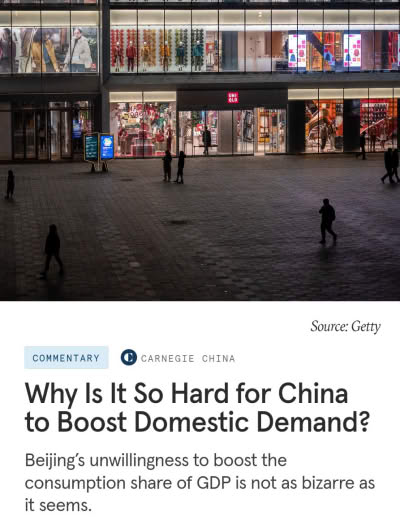 UNI
QLO
Source: Getty
COMMENTARY
CARNEGIE CHINA
Why Is It So Hard for China
to Boost Domestic Demand?
Beijing’s unwillingness to boost the
consumption share of GDP is not as bizarre as
it seems.